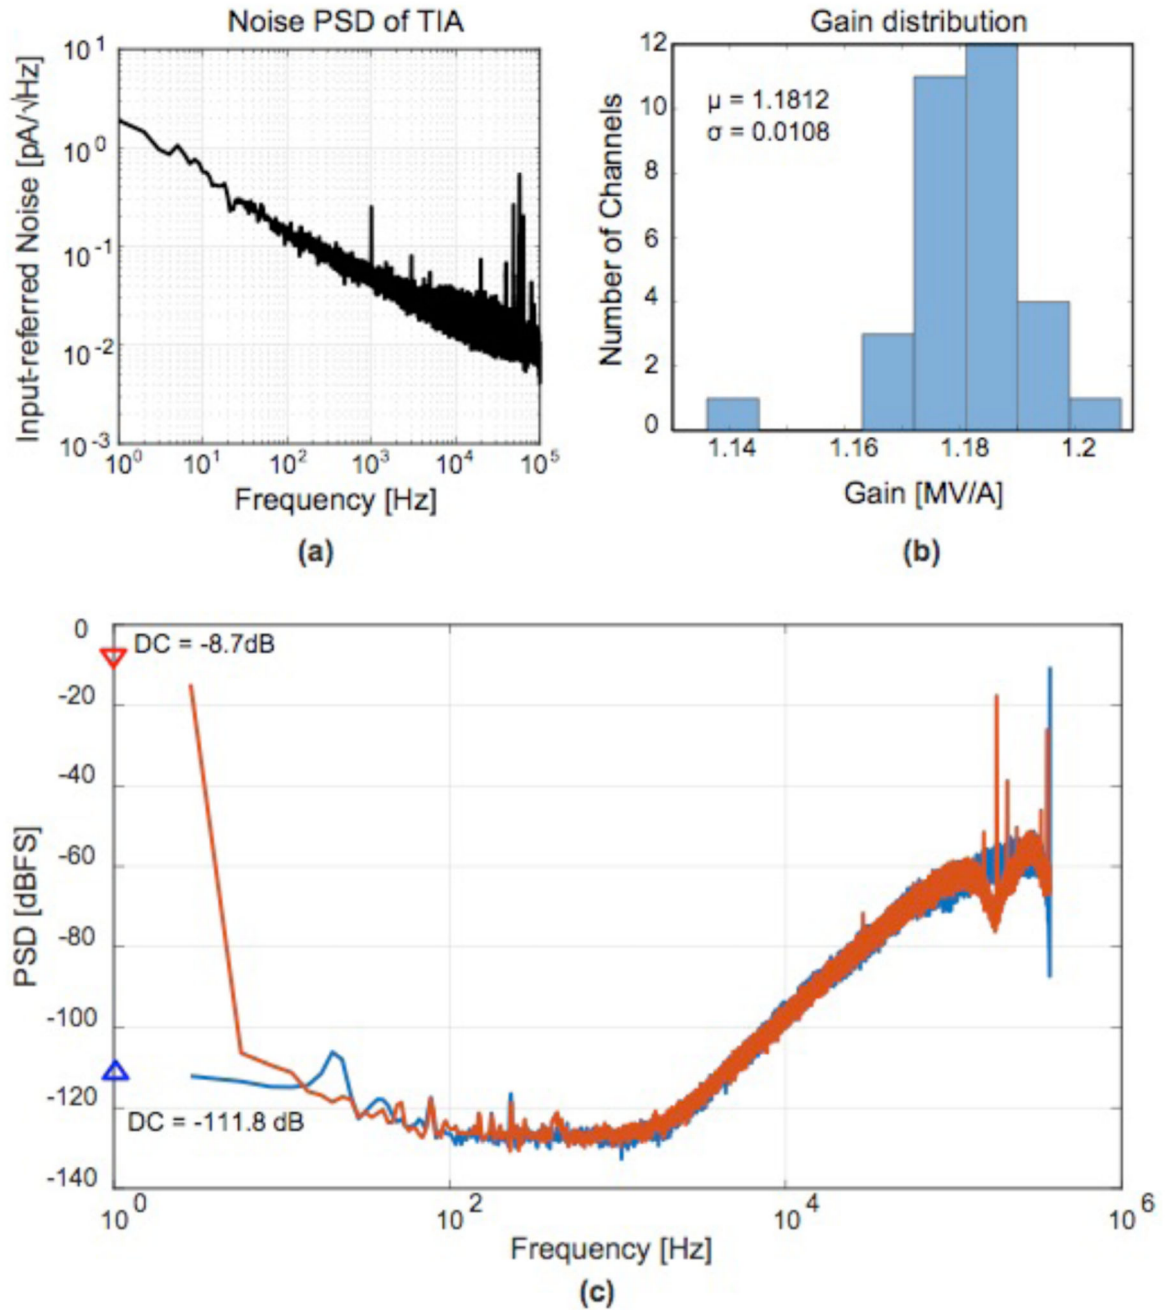 Noise PSD of TIA
Input-referred Noise [pA/√Hz]
10^1
10^0
10^-1
10^-2
10^-3
10^0 10^1 10^2 10^3 10^4 10^5
Frequency [Hz]
(a)
Gain distribution
Number of Channels
12
10
8
6
4
2
0
μ = 1.1812
σ = 0.0108
1.14 1.16 1.18 1.2
Gain [MV/A]
(b)
PSD [dBFS]
0
-20
-40
-60
-80
-100
-120
-140
DC = -8.7dB
DC = -111.8 dB
10^0 10^2 10^4 10^6
Frequency [Hz]
(c)